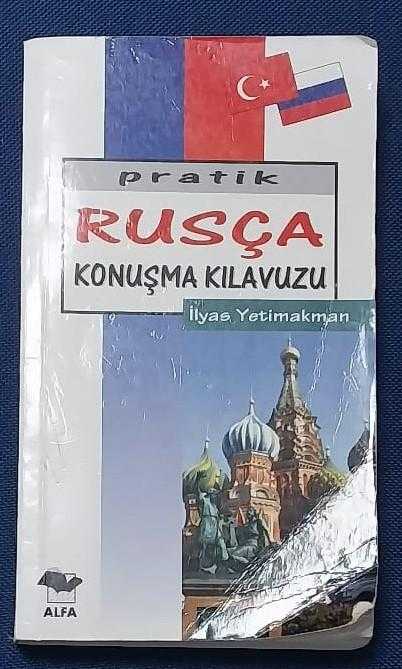 pratik
RUSÇA
KONUŞMA KILAVUZU
İlyas Yetimakman
ALFA